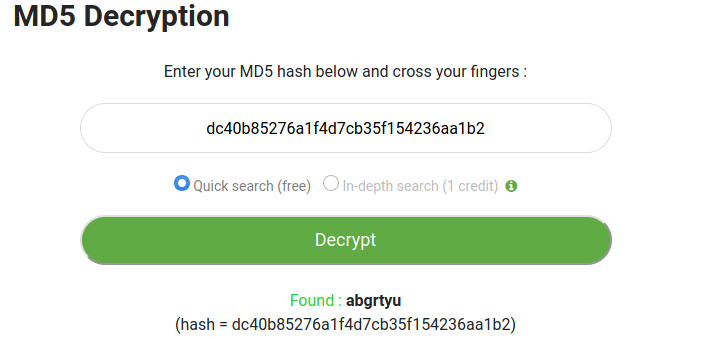 MD5 Decryption
Enter your MD5 hash below and cross your fingers :
dc40b85276a1f4d7cb35f154236aa1b2
Quick search (free) In-depth search (1 credit)
Decrypt
Found : abgrtyu
(hash = dc40b85276a1f4d7cb35f154236aa1b2)